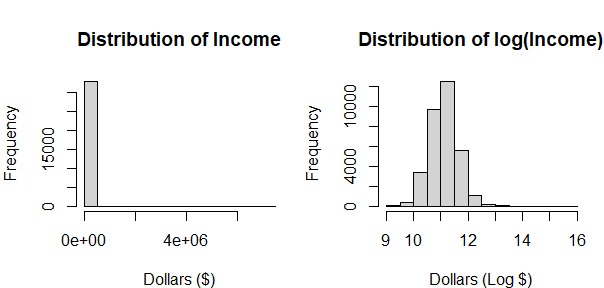 Distribution of Income
Frequency
0
15000
0e+00
4e+06
Dollars ($)
Distribution of log(Income)
Frequency
0
4000
10000
9
10
12
14
16
Dollars (Log $)